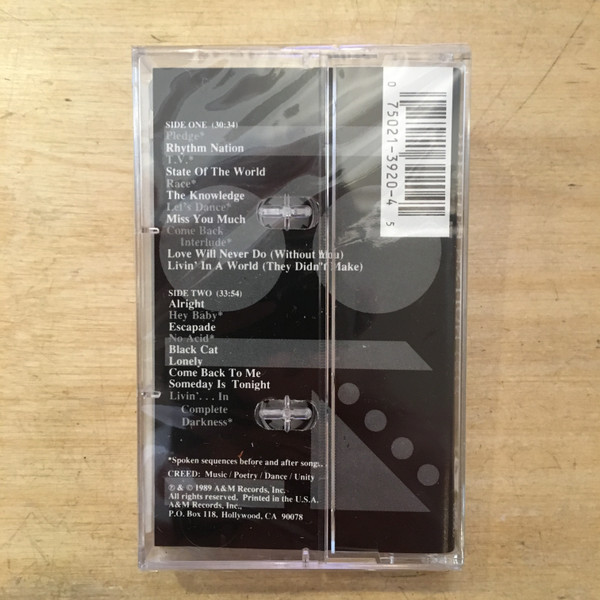 SIDE ONE (30:34)
Pledge*
Rhythm Nation
T.V.*
State Of The World
Race*
The Knowledge
Let's Dance*
Miss You Much
Come Back
Interlude*
Love Will Never Do (Without You)
Livin' In A World (They Didn't Make)
SIDE TWO (33:54)
Alright
Hey Baby*
Escapade
No Acid*
Black Cat
Lonely
Come Back To Me
Someday Is Tonight
Livin'. . . In
Complete
Darkness*
*Spoken sequences before and after songs.
CREED: Music / Poetry / Dance / Unity
℗ & © 1989 A&M Records, Inc.
All rights reserved. Printed in the U.S.A.
A&M Records, Inc.,
P.O. Box 118, Hollywood, CA 90078
0 75021-3920-4 5